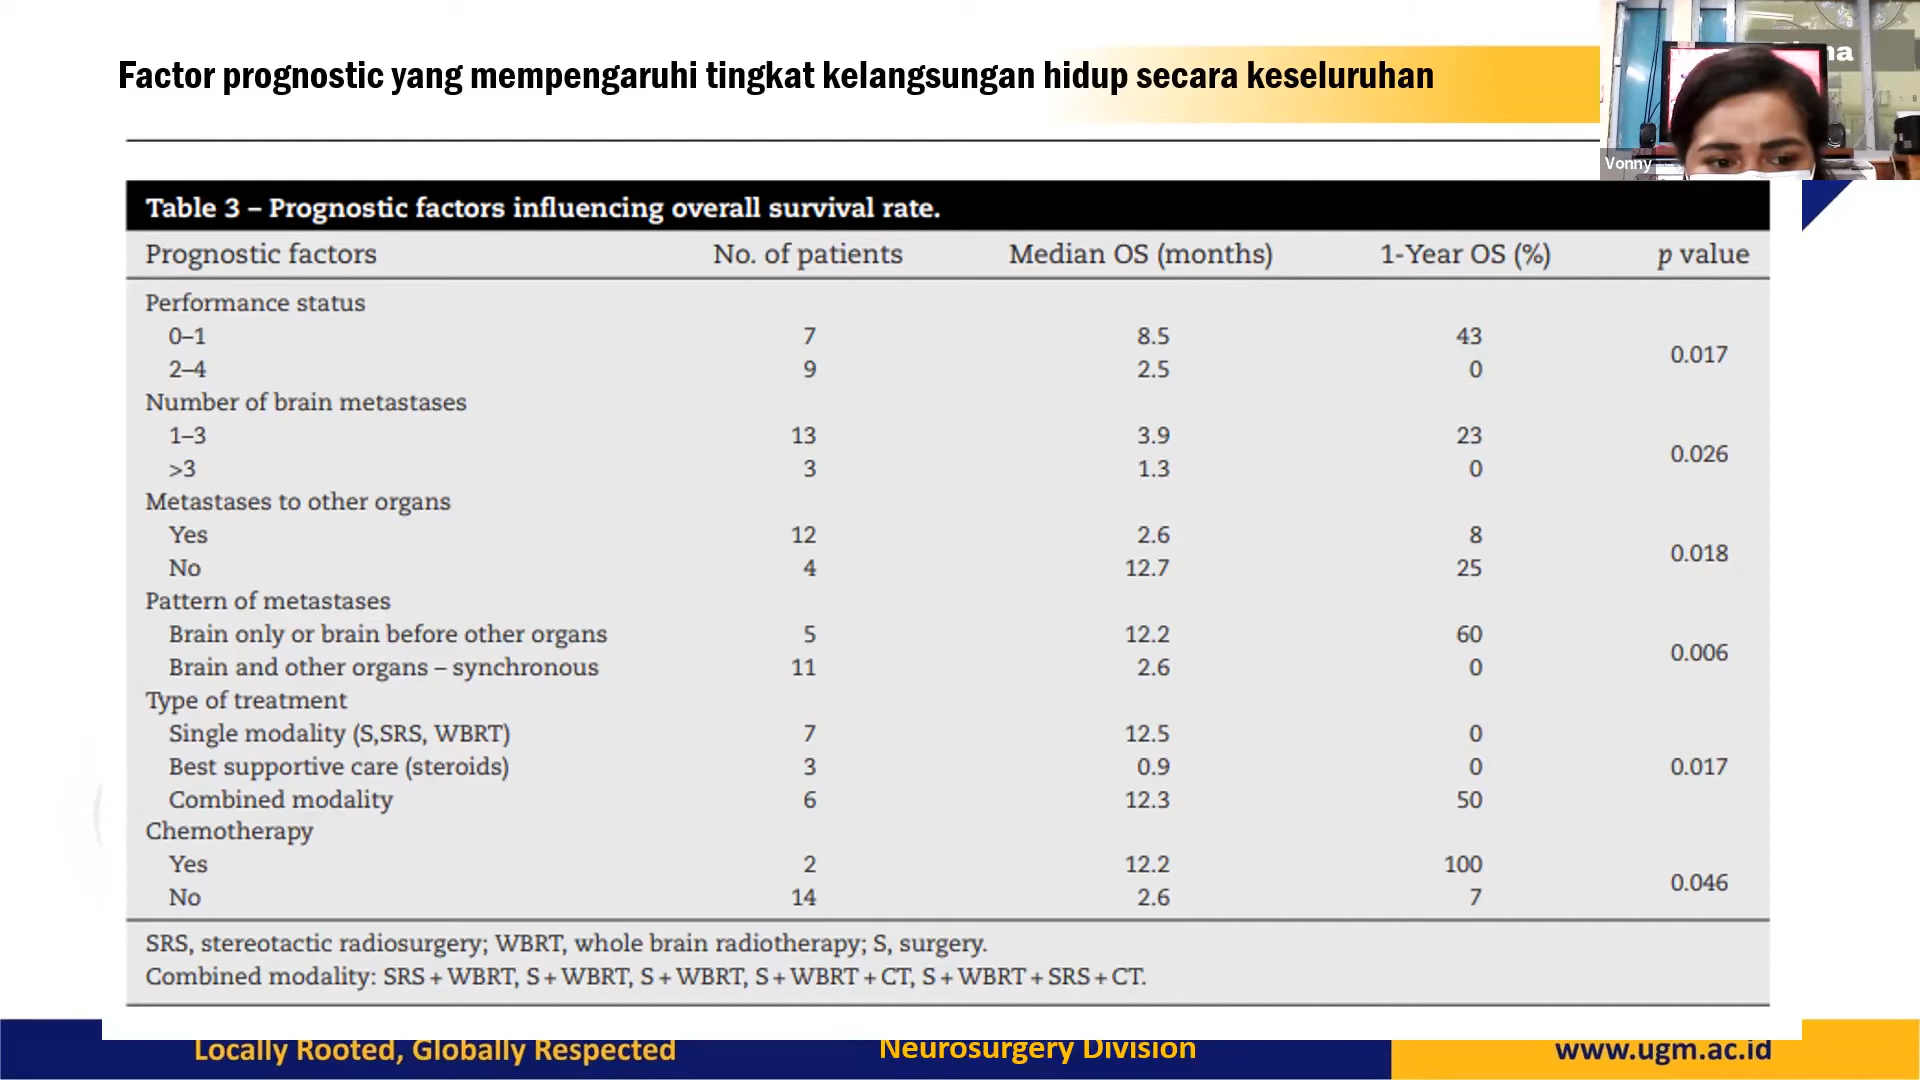 Factor prognostic yang mempengaruhi tingkat kelangsungan hidup secara keseluruhan
na
Vonny
Table 3 – Prognostic factors influencing overall survival rate.
Prognostic factors No. of patients Median OS (months) 1-Year OS (%) p value
Performance status
0–1 7 8.5 43
0.017
2–4 9 2.5 0
Number of brain metastases
1–3 13 3.9 23
0.026
>3 3 1.3 0
Metastases to other organs
Yes 12 2.6 8
0.018
No 4 12.7 25
Pattern of metastases
Brain only or brain before other organs 5 12.2 60
0.006
Brain and other organs – synchronous 11 2.6 0
Type of treatment
Single modality (S,SRS, WBRT) 7 12.5 0
Best supportive care (steroids) 3 0.9 0 0.017
Combined modality 6 12.3 50
Chemotherapy
Yes 2 12.2 100
0.046
No 14 2.6 7
SRS, stereotactic radiosurgery; WBRT, whole brain radiotherapy; S, surgery.
Combined modality: SRS + WBRT, S + WBRT, S + WBRT, S + WBRT + CT, S + WBRT + SRS + CT.
Locally Rooted, Globally Respected Neurosurgery Division www.ugm.ac.id